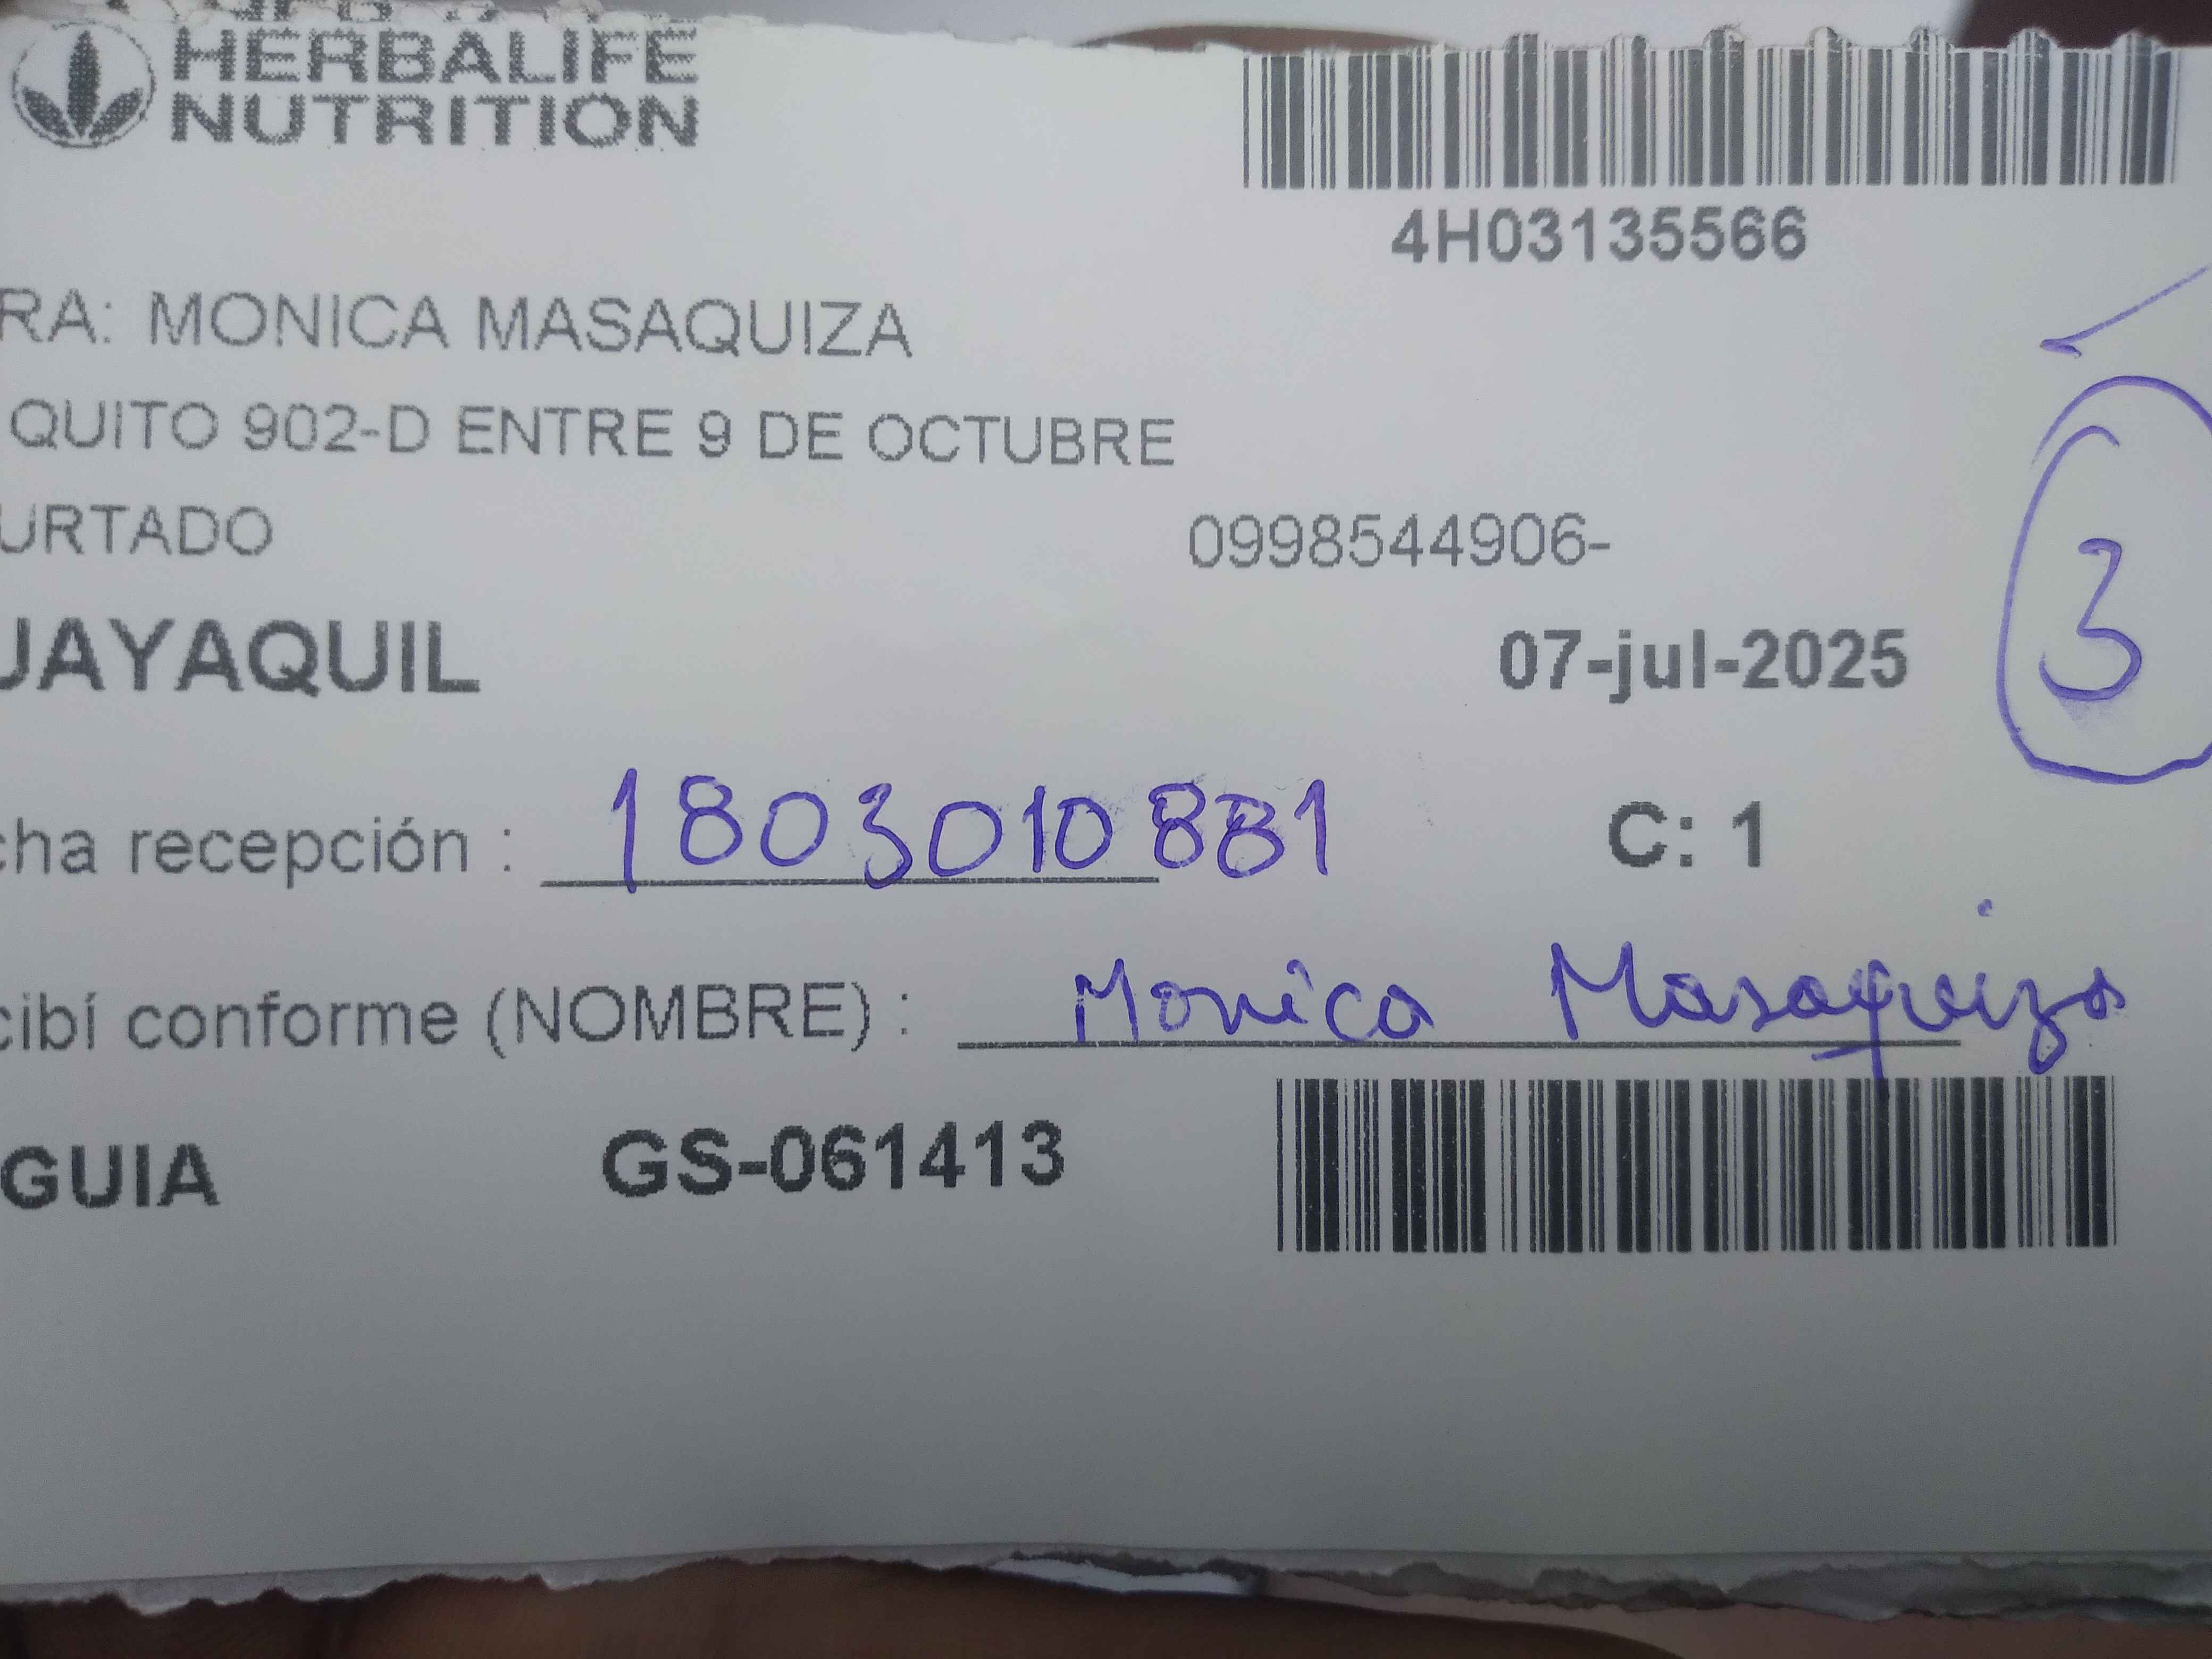 HERBALIFE
NUTRITION
4H03135566
RA: MONICA MASAQUIZA
QUITO 902-D ENTRE 9 DE OCTUBRE
URTADO 0998544906-
UAYAQUIL 07-jul-2025
3
cha recepción : 1803010881 C: 1
cibí conforme (NOMBRE) : Monica Masaquiza
GUIA GS-061413